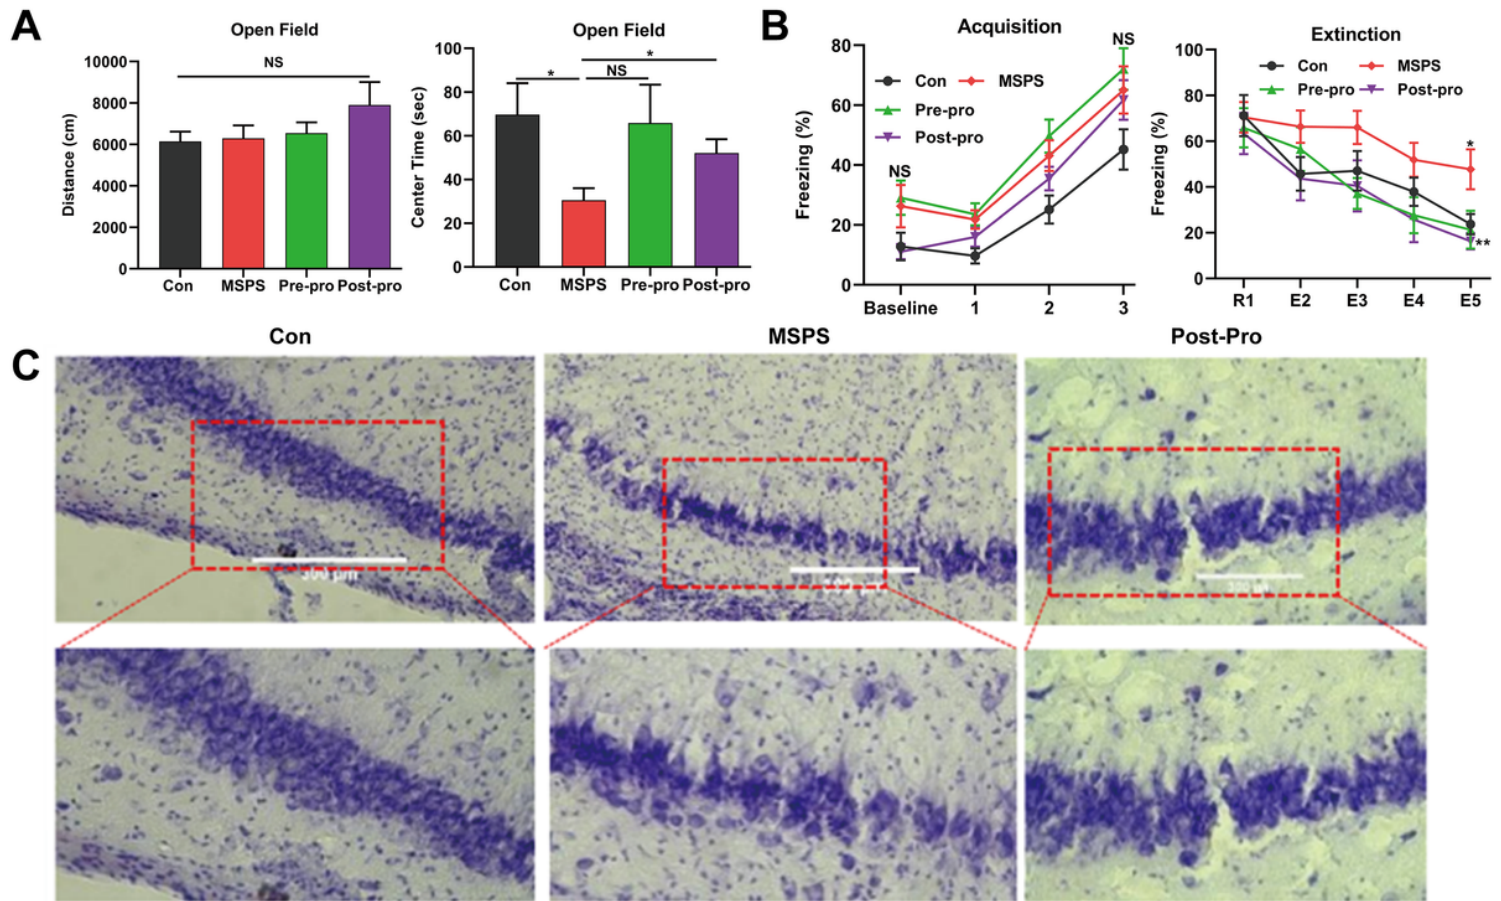 A
Open Field
NS
Distance (cm)
10000
8000
6000
4000
2000
0
Con MSPS Pre-pro Post-pro
Open Field
*
* NS
Center Time (sec)
100
80
60
40
20
0
Con MSPS Pre-pro Post-pro
B
Acquisition
NS
Con MSPS
Pre-pro
Post-pro
NS
Freezing (%)
80
60
40
20
0
Baseline 1 2 3
Extinction
Con MSPS
Pre-pro Post-pro
*
**
Freezing (%)
100
80
60
40
20
0
R1 E2 E3 E4 E5
C
Con MSPS Post-Pro
300 µm